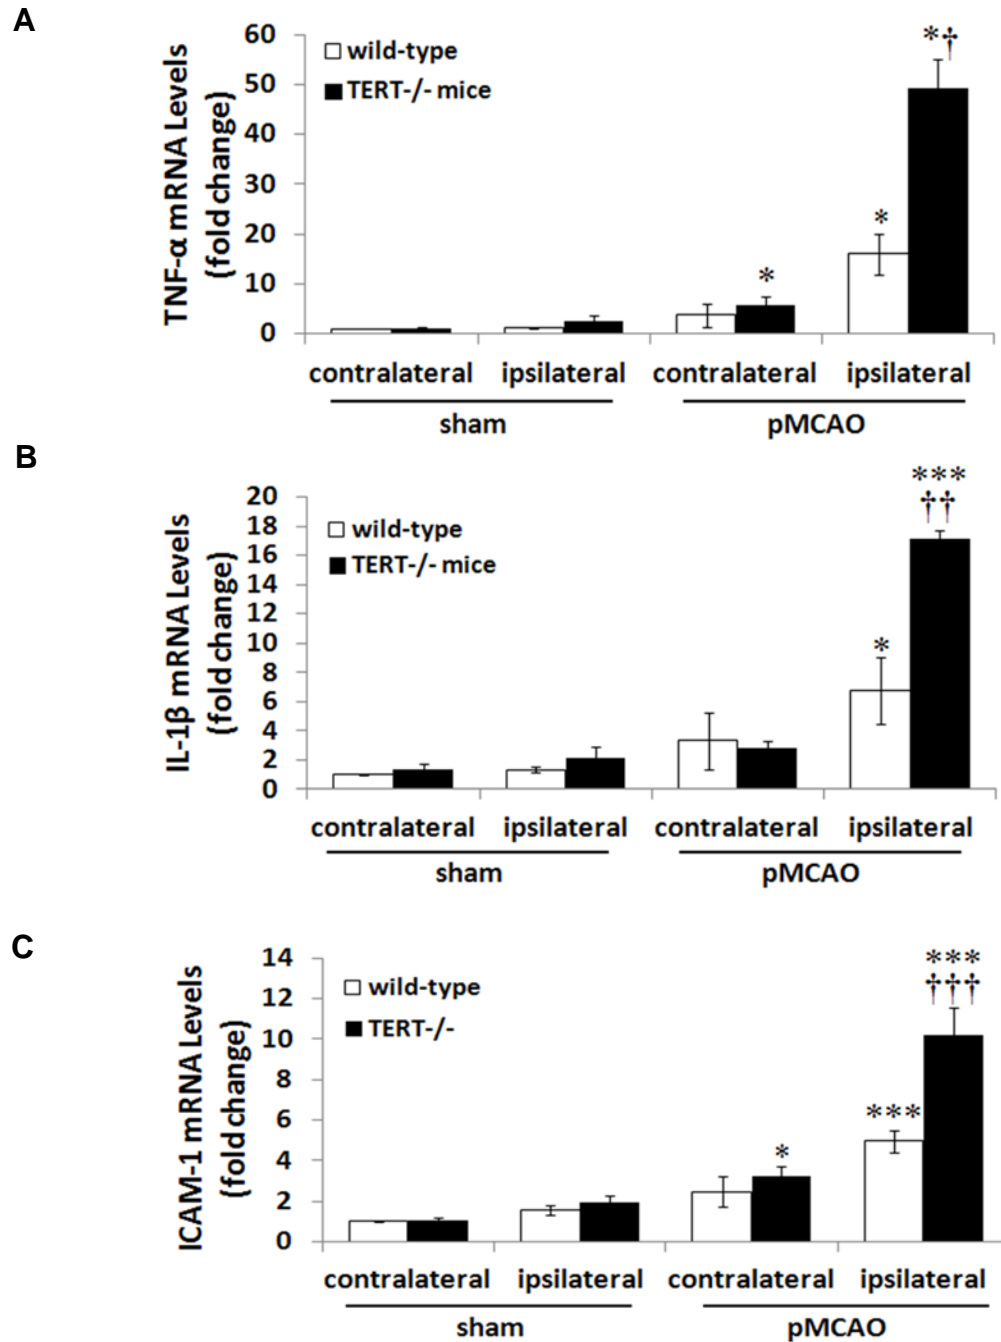 A
TNF-α mRNA Levels
(fold change)
60
50
40
30
20
10
0
wild-type
TERT-/- mice
*
*
*†
contralateral ipsilateral contralateral ipsilateral
sham pMCAO
B
IL-1β mRNA Levels
(fold change)
20
18
16
14
12
10
8
6
4
2
0
wild-type
TERT-/- mice
*
***
††
contralateral ipsilateral contralateral ipsilateral
sham pMCAO
C
ICAM-1 mRNA Levels
(fold change)
14
12
10
8
6
4
2
0
wild-type
TERT-/-
*
***
***
†††
contralateral ipsilateral contralateral ipsilateral
sham pMCAO